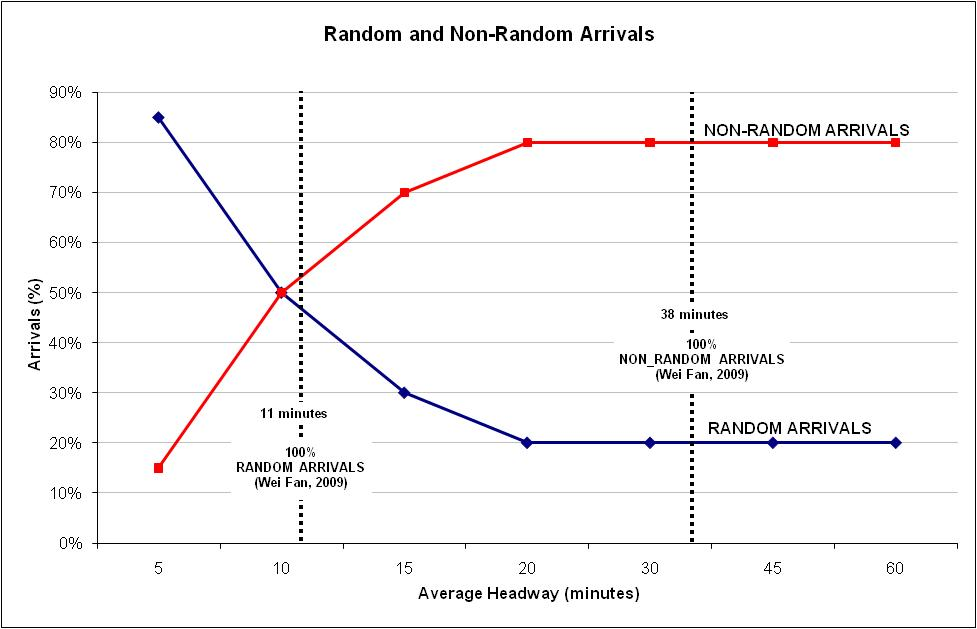 Random and Non-Random Arrivals
90%
80%
70%
60%
50%
40%
30%
20%
10%
0%
Arrivals (%)
NON-RANDOM ARRIVALS
38 minutes
100%
NON_RANDOM ARRIVALS
(Wei Fan, 2009)
11 minutes
100%
RANDOM ARRIVALS
(Wei Fan, 2009)
RANDOM ARRIVALS
5 10 15 20 30 45 60
Average Headway (minutes)